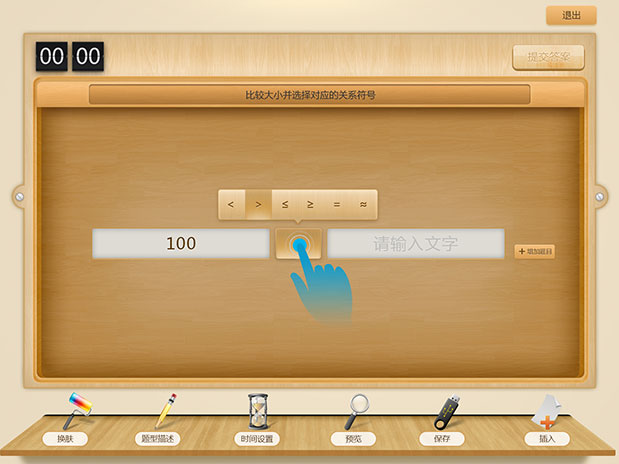 退出
00 00
提交答案
比较大小并选择对应的关系符号
< > ≤ ≥ = ≈
100
请输入文字
+ 增加题目
换肤
题型描述
时间设置
预览
保存
插入